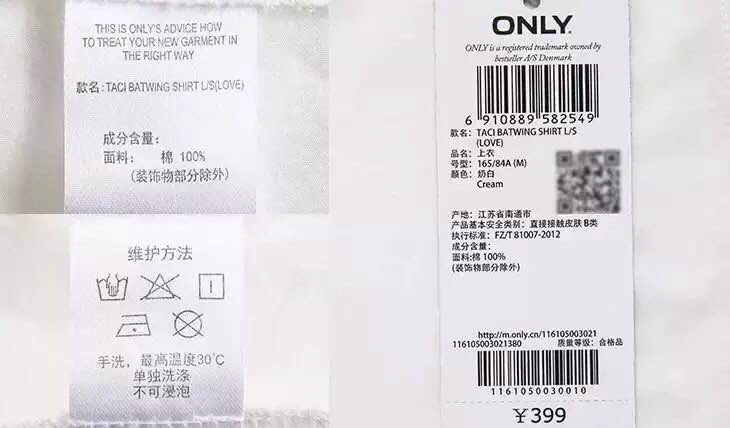 THIS IS ONLY'S ADVICE HOW
TO TREAT YOUR NEW GARMENT IN
THE RIGHT WAY
款名：TACI BATWING SHIRT L/S(LOVE)
成分含量：
面料： 棉 100%
(装饰物部分除外)
维护方法
手洗，最高温度30℃
单独洗涤
不可浸泡
ONLY
ONLY is a registered trademark owned by
bestseller A/S Denmark
6 910889 582549
款名：TACI BATWING SHIRT L/S
(LOVE)
品名：上衣
号型：165/84A (M)
颜色：奶白
Cream
产地：江苏省南通市
产品基本安全类别：直接接触皮肤 B类
执行标准：FZ/T 81007-2012
成分含量：
面料:棉 100%
(装饰物部分除外)
http://m.only.cn/116105003021
116105003021380 质量等级：合格品
1161050030010
￥399